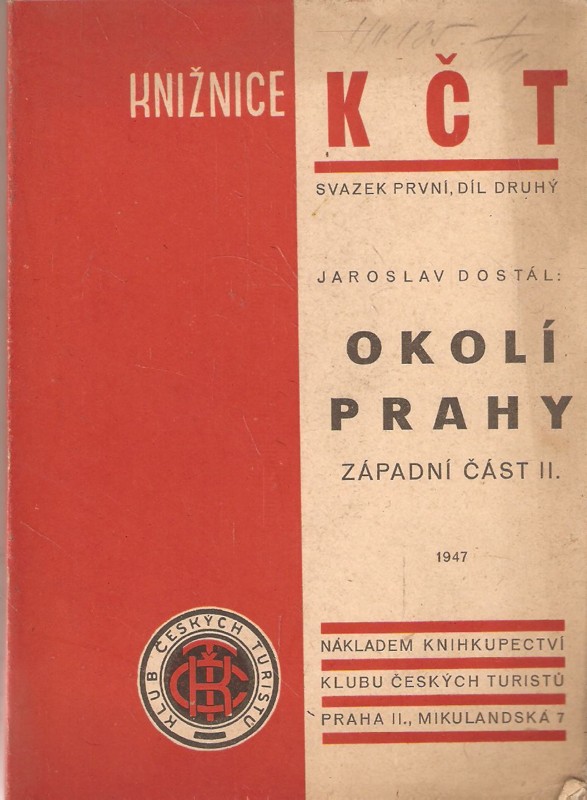 KNIŽNICE KČT
SVAZEK PRVNÍ, DÍL DRUHÝ
JAROSLAV DOSTÁL:
OKOLÍ
PRAHY
ZÁPADNÍ ČÁST II.
1947
KLUB ČESKÝCH TURISTŮ
KČT
NÁKLADEM KNIHKUPECTVÍ
KLUBU ČESKÝCH TURISTŮ
PRAHA II., MIKULANDSKÁ 7